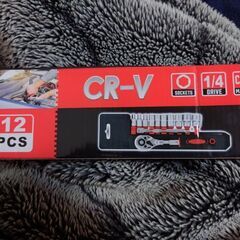 CR-V
SOCKETS
1/4
DRIVE
12
PCS